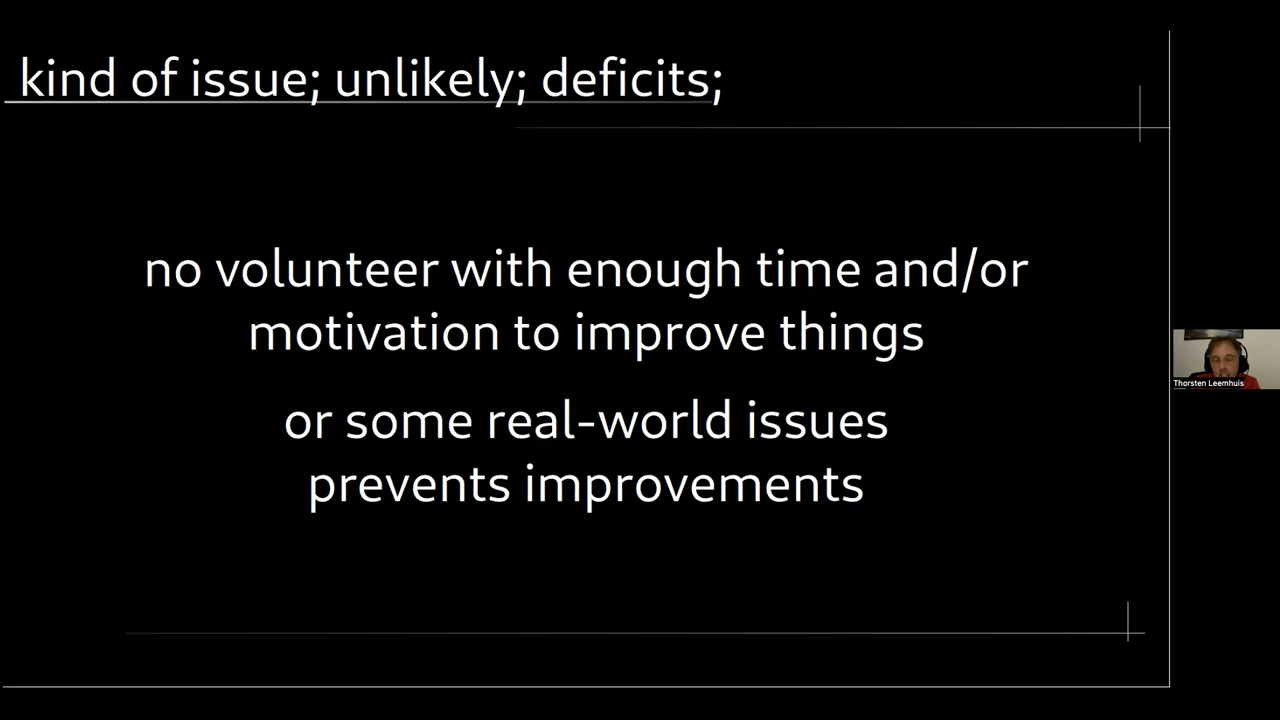 kind of issue; unlikely; deficits;
no volunteer with enough time and/or
motivation to improve things
or some real-world issues
prevents improvements
Thorsten Leemhuis